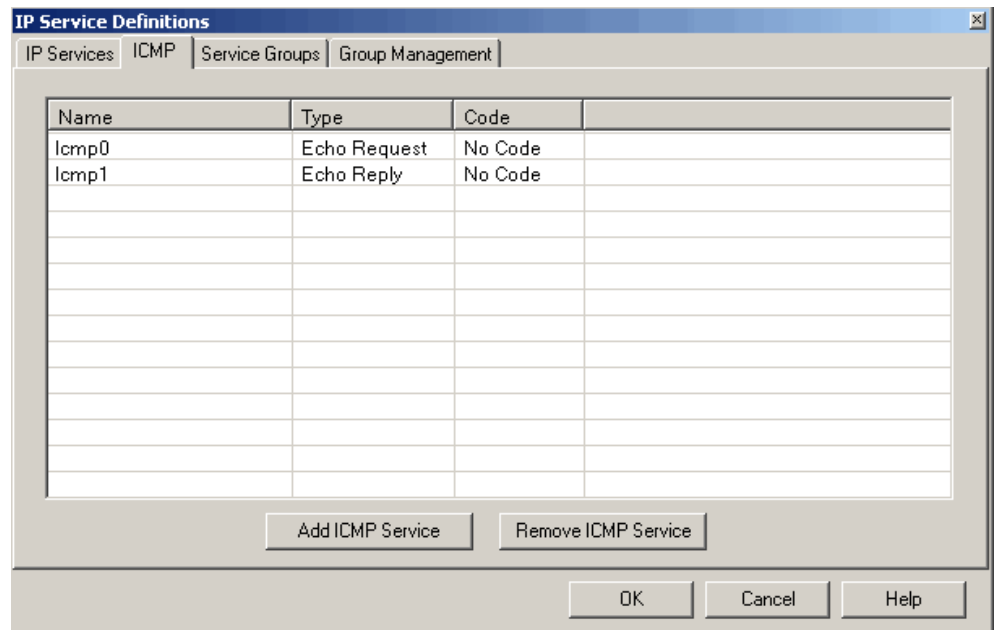 IP Service Definitions
IP Services ICMP Service Groups Group Management
Name Type Code
Icmp0 Echo Request No Code
Icmp1 Echo Reply No Code
Add ICMP Service Remove ICMP Service
OK Cancel Help